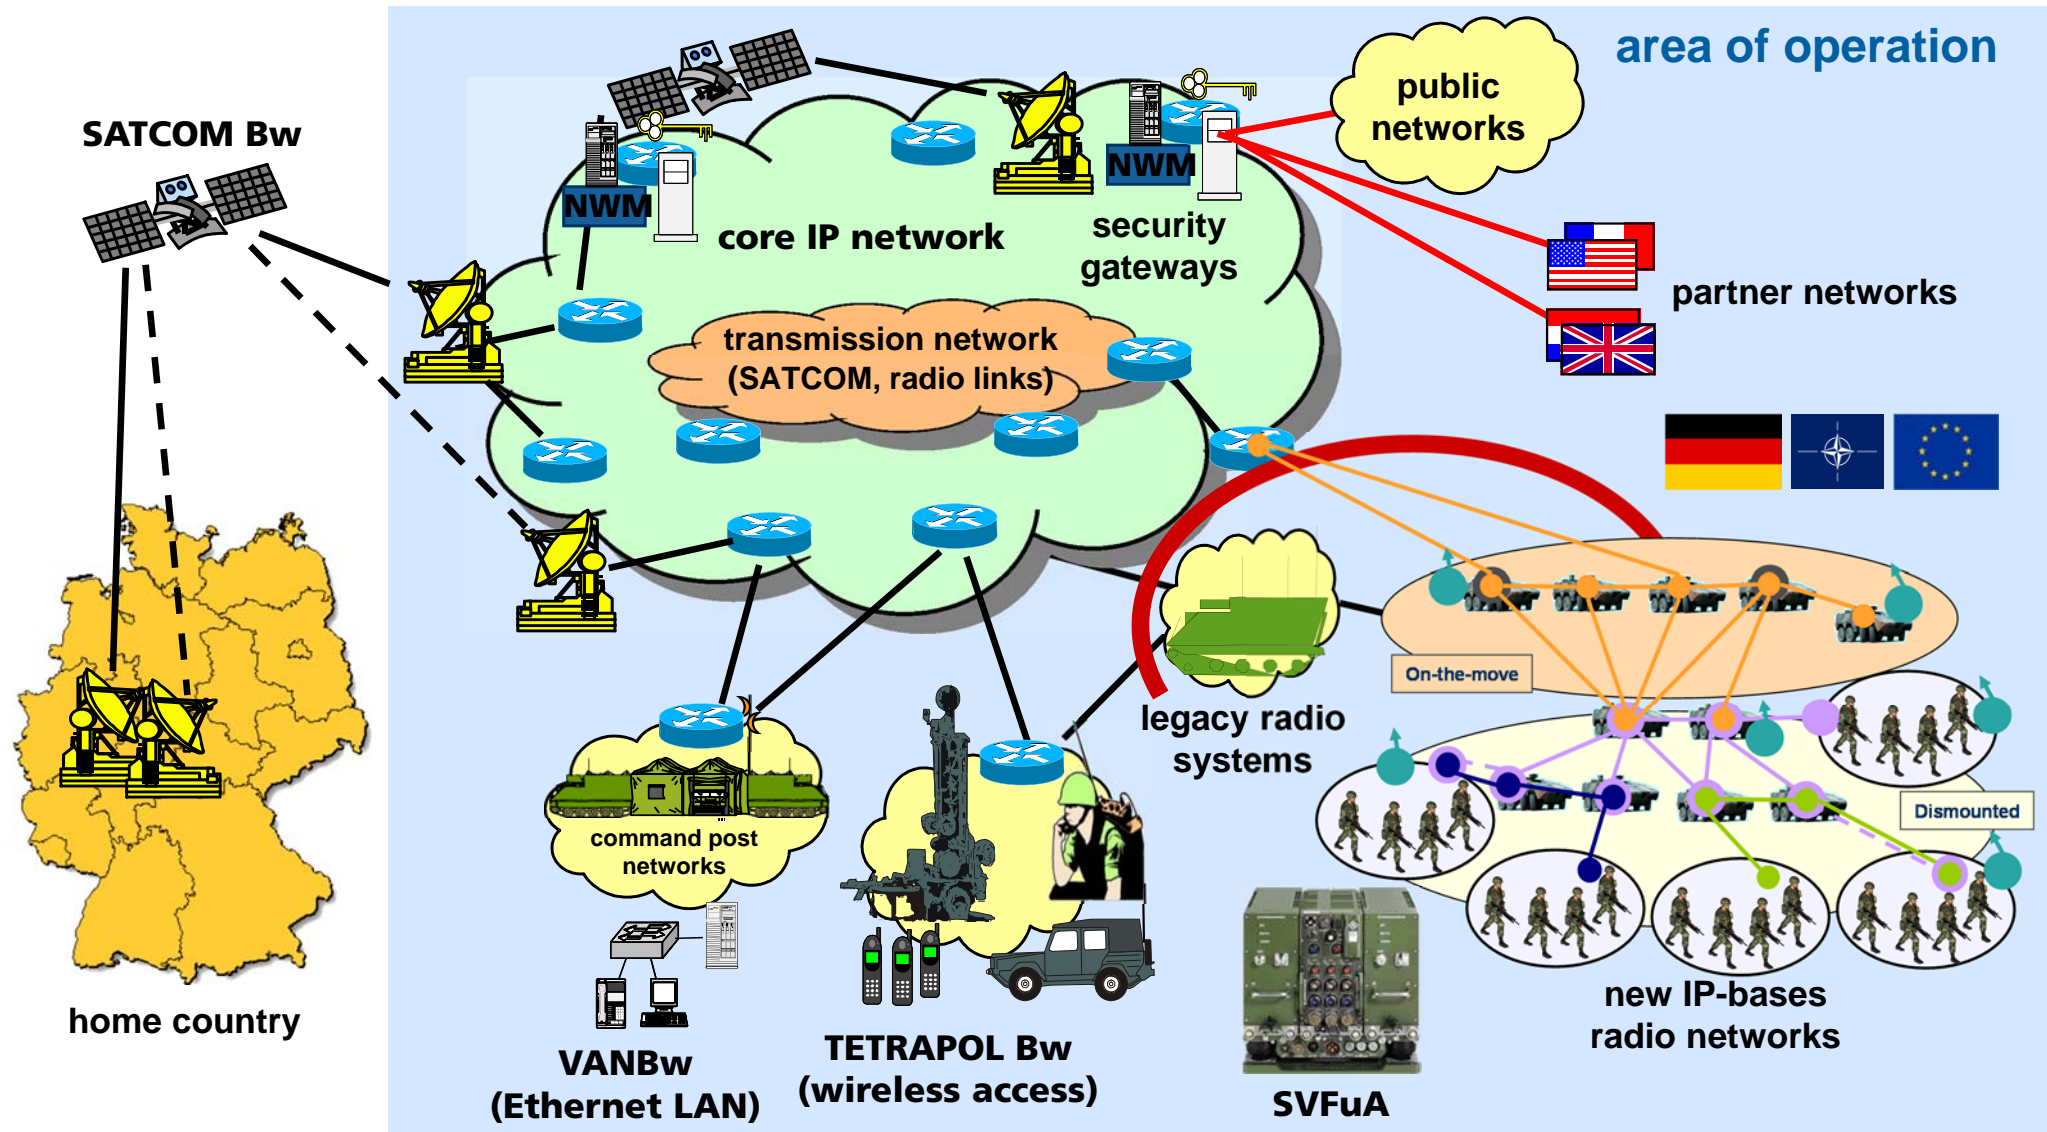 area of operation
SATCOM Bw
public
networks
NWM
NWM
core IP network
security
gateways
partner networks
transmission network
(SATCOM, radio links)
On-the-move
legacy radio
systems
Dismounted
command post
networks
home country
new IP-bases
radio networks
VANBw
(Ethernet LAN)
TETRAPOL Bw
(wireless access)
SVFuA